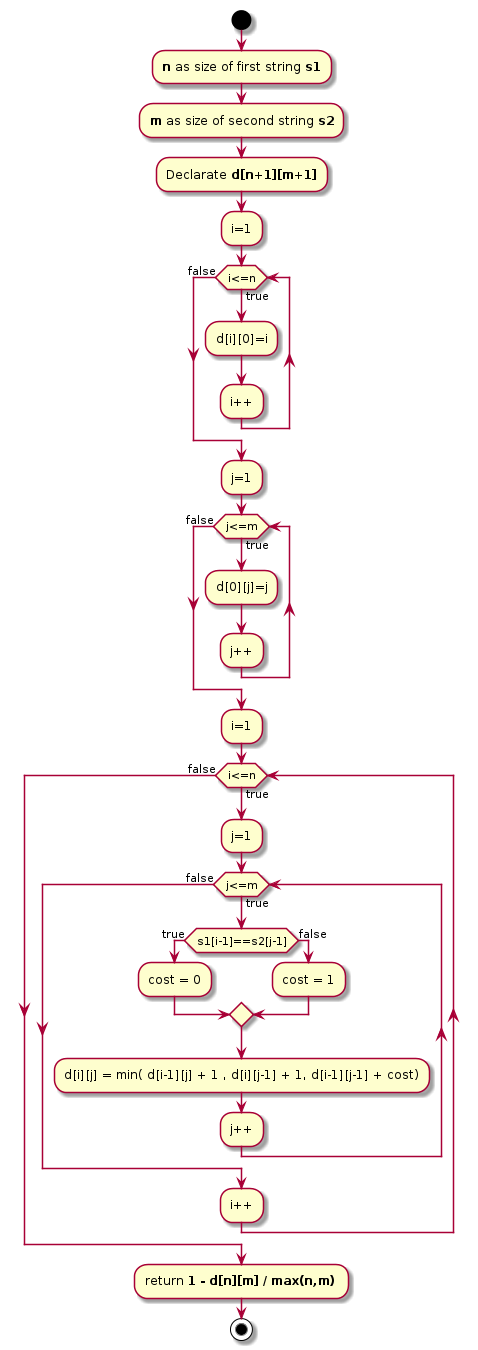 n as size of first string s1
m as size of second string s2
Declare d[n+1][m+1]
i=1
false
i<=n
true
d[i][0]=i
i++
j=1
false
j<=m
true
d[0][j]=j
j++
i=1
false
i<=n
true
j=1
false
j<=m
true
true
s1[i-1]==s2[j-1]
false
cost = 0
cost = 1
d[i][j] = min( d[i-1][j] + 1 , d[i][j-1] + 1, d[i-1][j-1] + cost)
j++
i++
return 1 - d[n][m] / max(n,m)